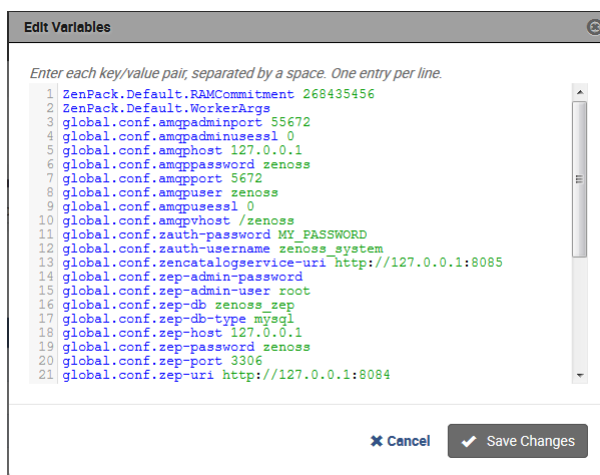 Edit Variables
Enter each key/value pair, separated by a space. One entry per line.
1 ZenPack.Default.RAMCommitment 268435456
2 ZenPack.Default.WorkerArgs
3 global.conf.amqpadminport 55672
4 global.conf.amqpadminusessl 0
5 global.conf.amqphost 127.0.0.1
6 global.conf.amqppassword zenoss
7 global.conf.amqpport 5672
8 global.conf.amqpuser zenoss
9 global.conf.amqpusessl 0
10 global.conf.amqpvhost /zenoss
11 global.conf.zauth-password MY_PASSWORD
12 global.conf.zauth-username zenoss_system
13 global.conf.zencatalogservice-uri http://127.0.0.1:8085
14 global.conf.zep-admin-password
15 global.conf.zep-admin-user root
16 global.conf.zep-db zenoss_zep
17 global.conf.zep-db-type mysql
18 global.conf.zep-host 127.0.0.1
19 global.conf.zep-password zenoss
20 global.conf.zep-port 3306
21 global.conf.zep-uri http://127.0.0.1:8084
Cancel
Save Changes